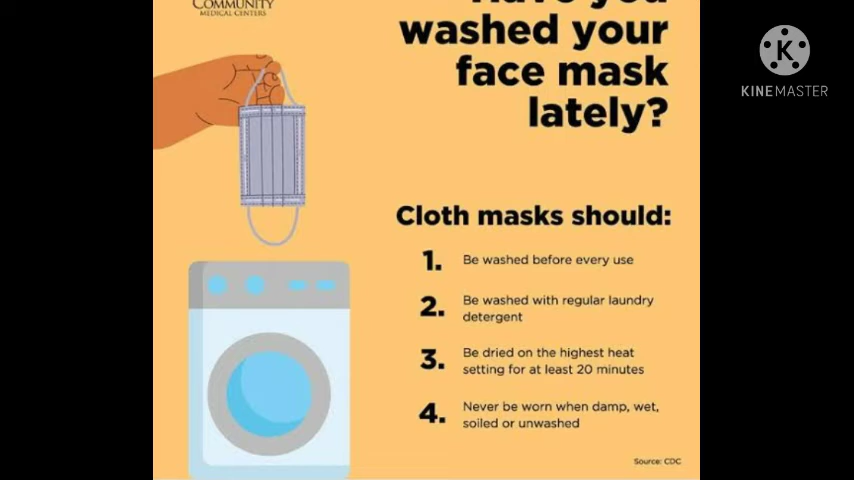 COMMUNITY
MEDICAL CENTERS
Have you
washed your
face mask
lately?
KINEMASTER
Cloth masks should:
1. Be washed before every use
2. Be washed with regular laundry
detergent
3. Be dried on the highest heat
setting for at least 20 minutes
4. Never be worn when damp, wet,
soiled or unwashed
Source: CDC